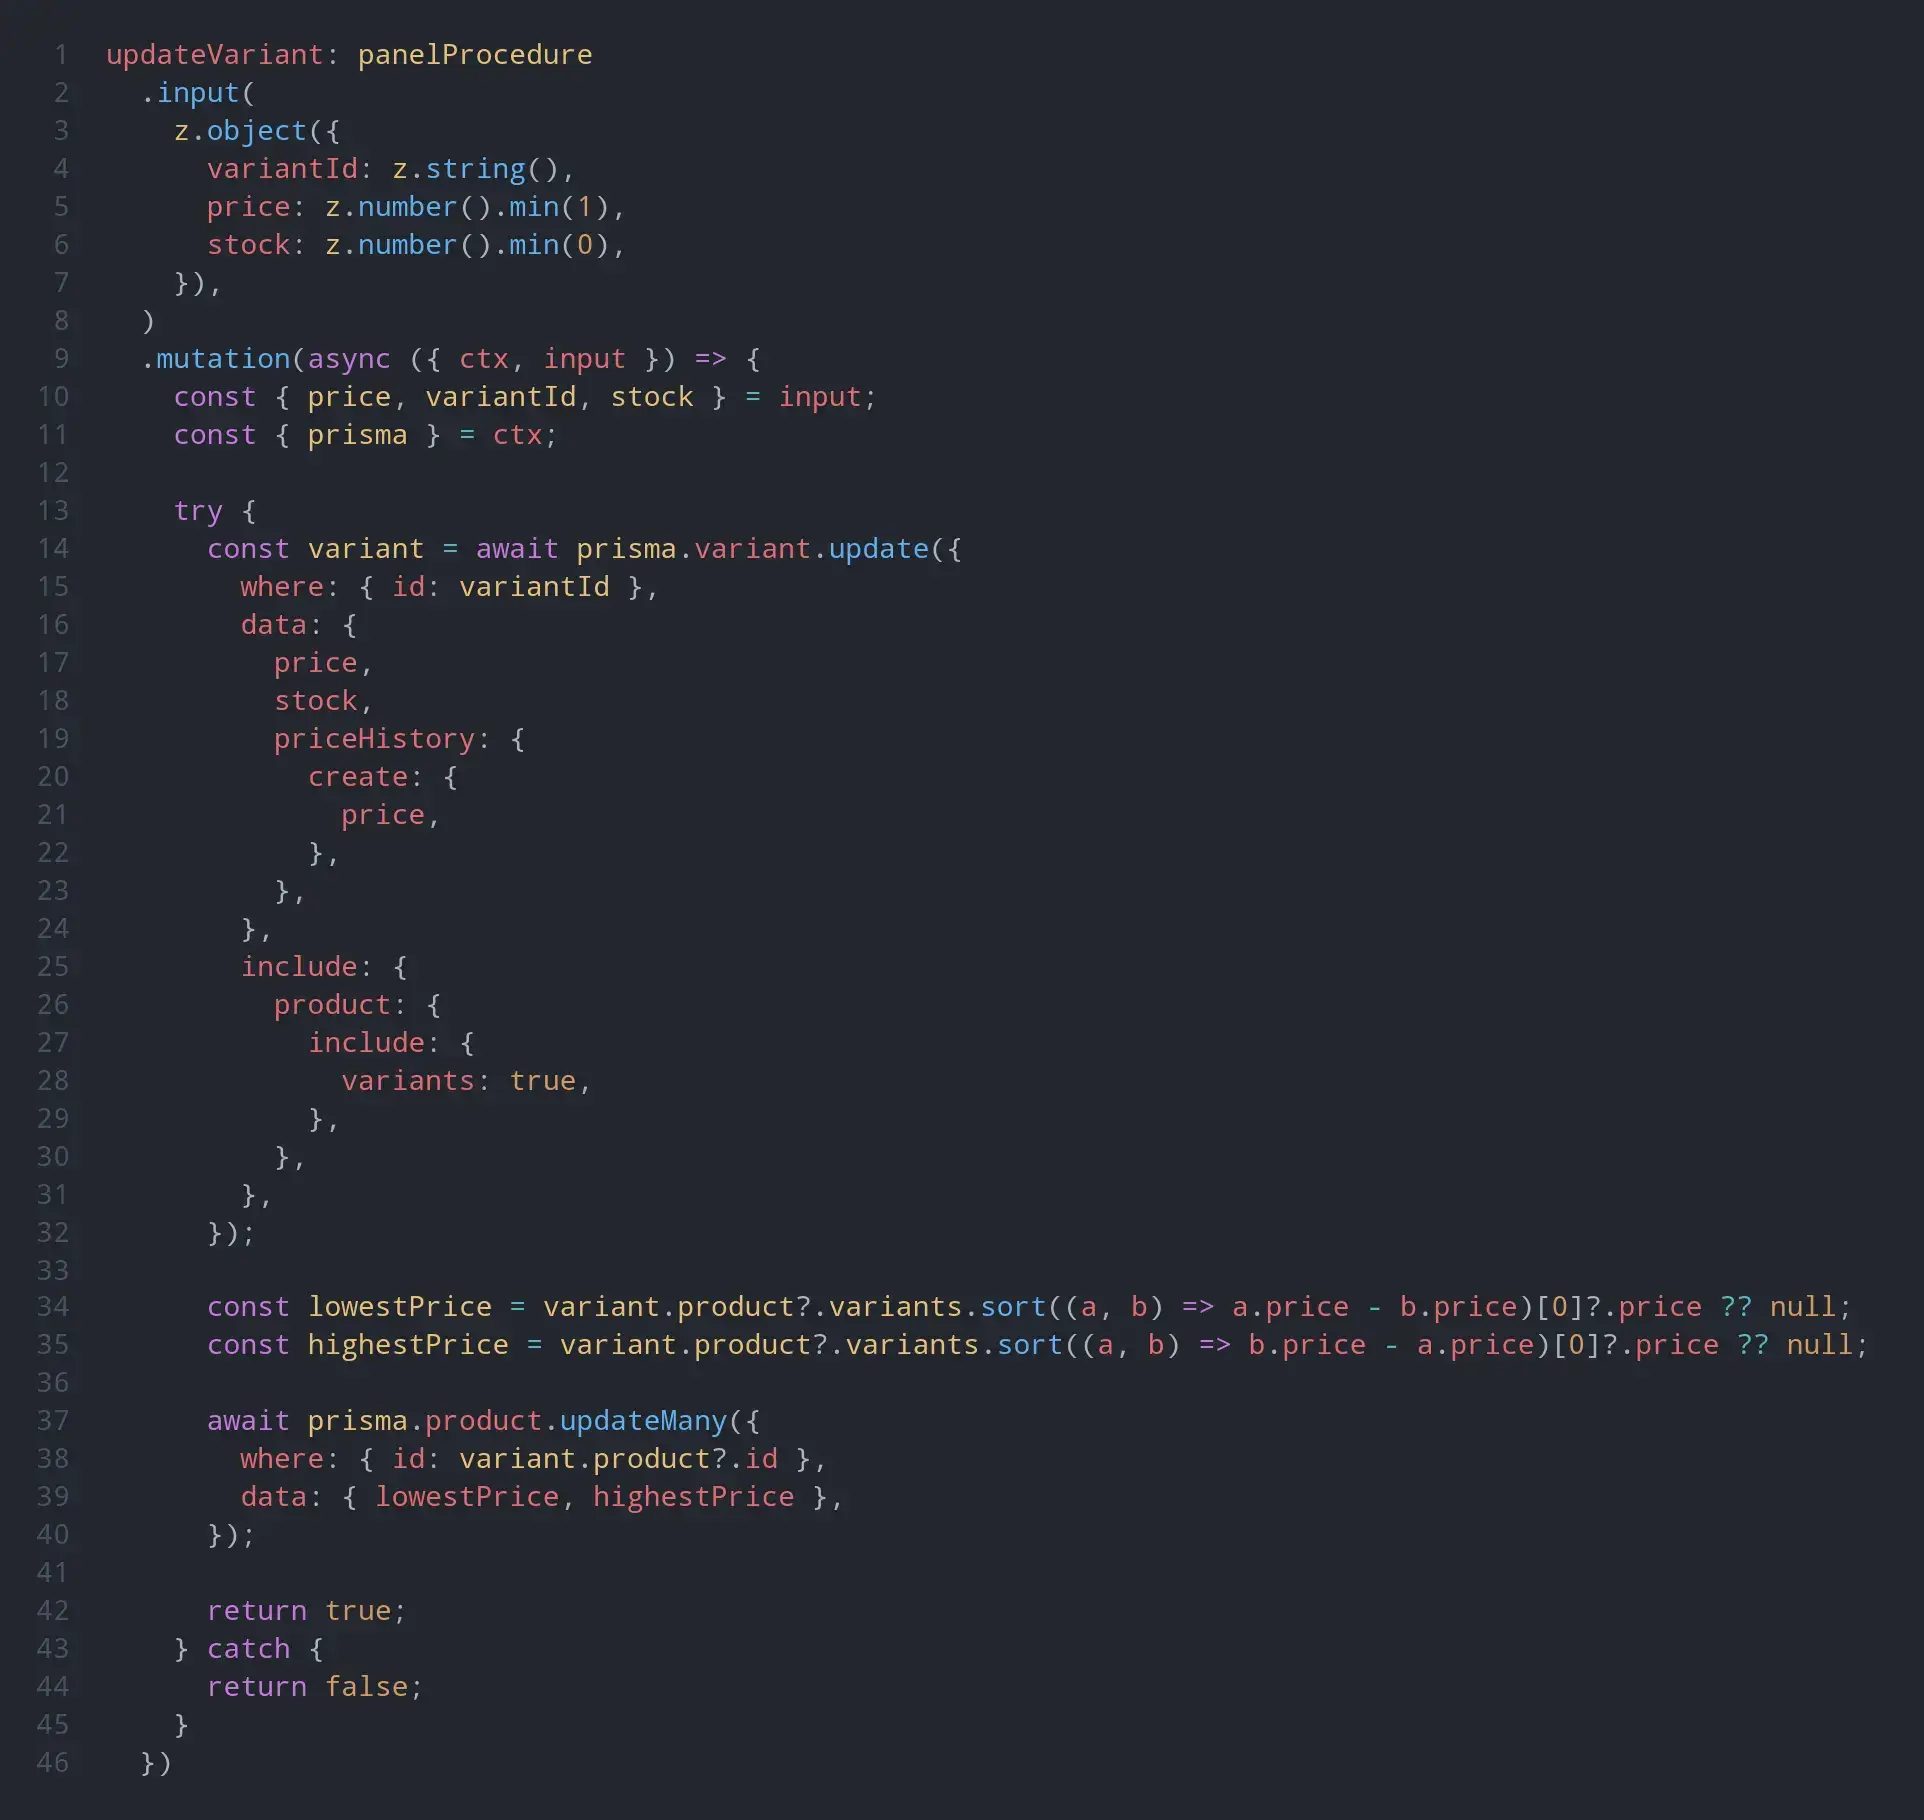 1 updateVariant: panelProcedure
2   .input(
3     z.object({
4       variantId: z.string(),
5       price: z.number().min(1),
6       stock: z.number().min(0),
7     }),
8   )
9   .mutation(async ({ ctx, input }) => {
10     const { price, variantId, stock } = input;
11     const { prisma } = ctx;
12
13     try {
14       const variant = await prisma.variant.update({
15         where: { id: variantId },
16         data: {
17           price,
18           stock,
19           priceHistory: {
20             create: {
21               price,
22             },
23           },
24         },
25         include: {
26           product: {
27             include: {
28               variants: true,
29             },
30           },
31         },
32       });
33
34       const lowestPrice = variant.product?.variants.sort((a, b) => a.price - b.price)[0]?.price ?? null;
35       const highestPrice = variant.product?.variants.sort((a, b) => b.price - a.price)[0]?.price ?? null;
36
37       await prisma.product.updateMany({
38         where: { id: variant.product?.id },
39         data: { lowestPrice, highestPrice },
40       });
41
42       return true;
43     } catch {
44       return false;
45     }
46   })